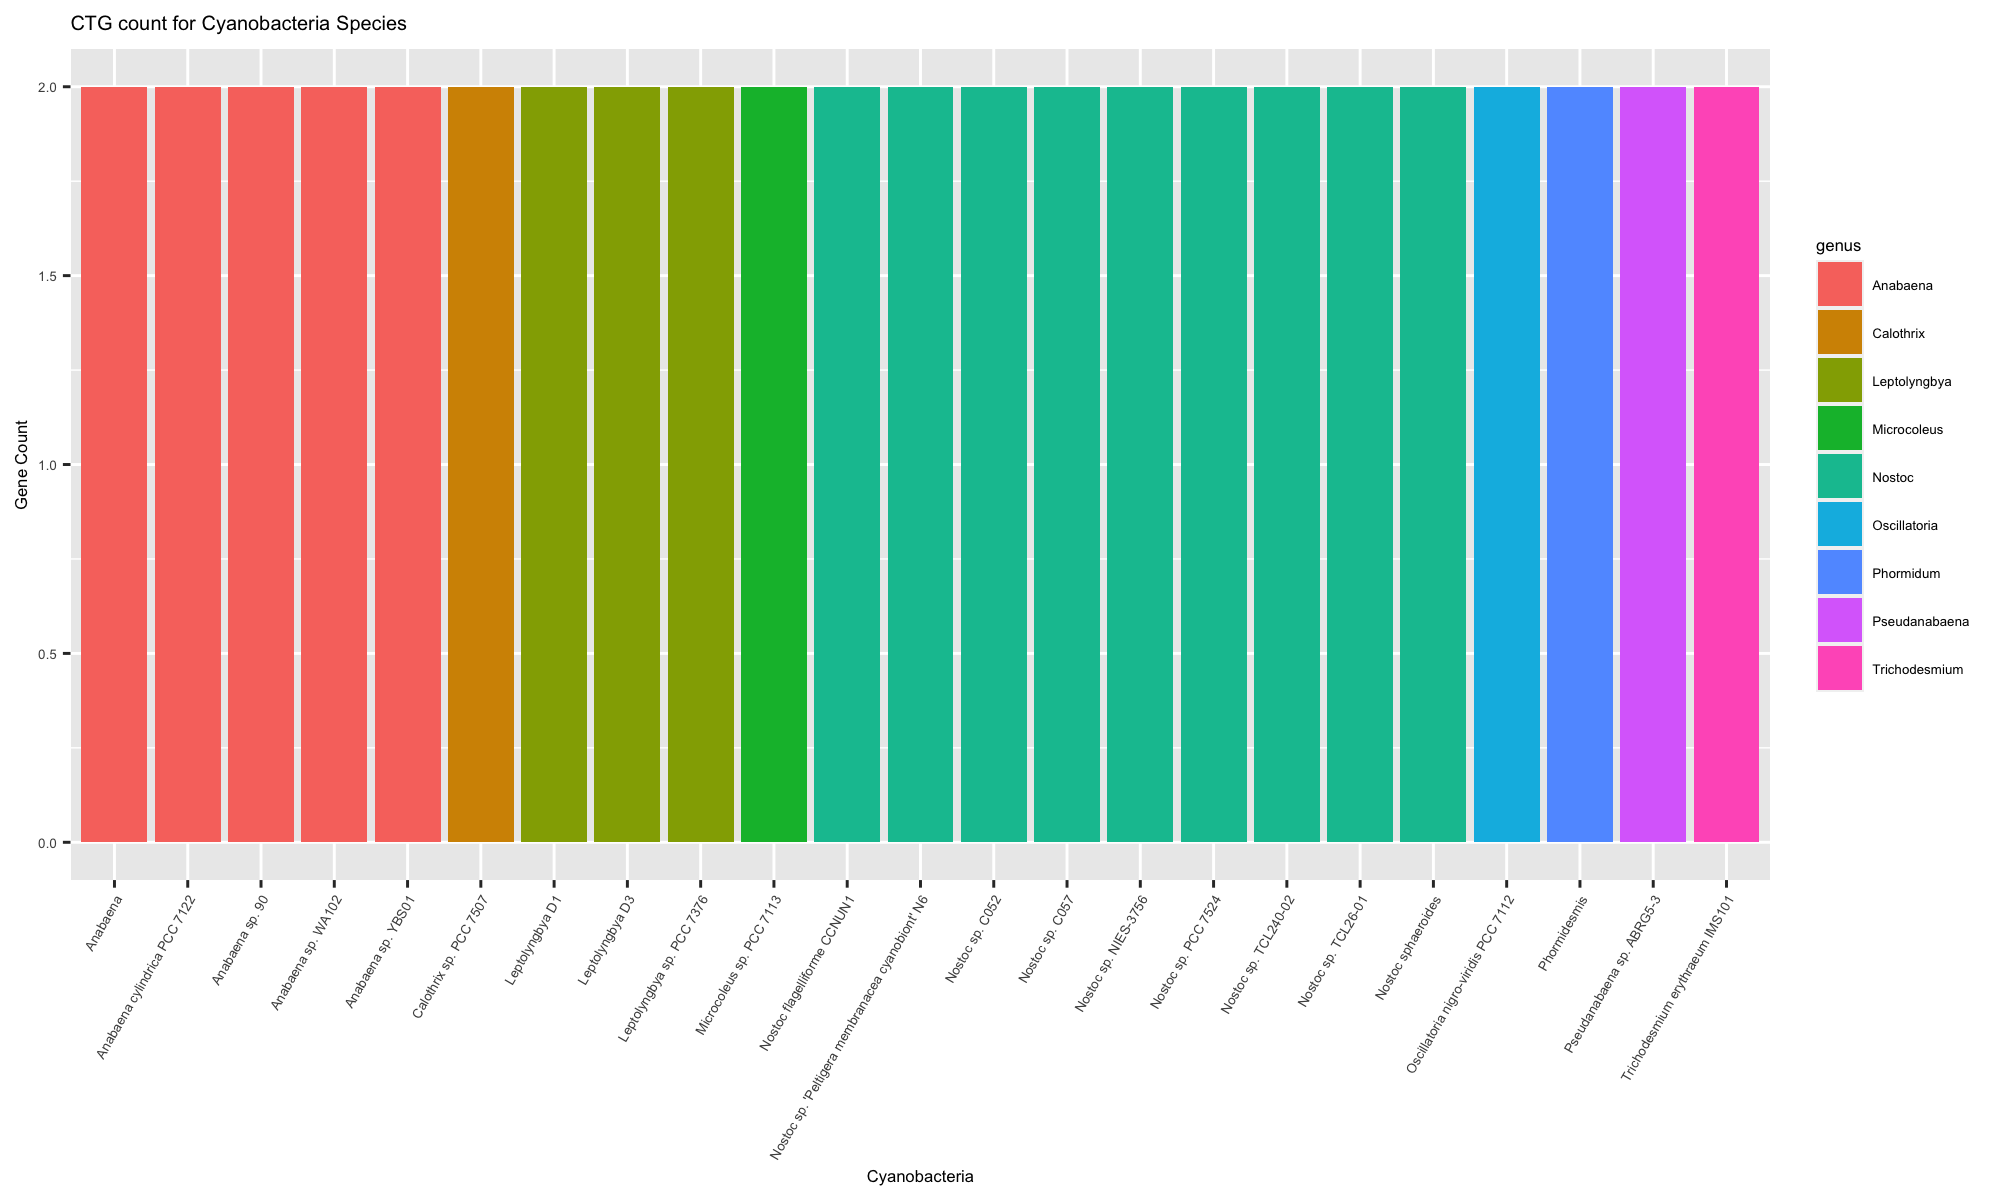 CTG count for Cyanobacteria Species
2.0
1.5
1.0
0.5
0.0
Gene Count
Anabaena
Anabaena cylindrica PCC 7122
Anabaena sp. 90
Anabaena sp. WA102
Anabaena sp. YBS01
Calothrix sp. PCC 7507
Leptolyngbya D1
Leptolyngbya D3
Leptolyngbya sp. PCC 7376
Microcoleus sp. PCC 7113
Nostoc flagelliforme CCNUN1
Nostoc sp. 'Peltigera membranacea cyanobiont' N6
Nostoc sp. C052
Nostoc sp. C057
Nostoc sp. NIES-3756
Nostoc sp. PCC 7524
Nostoc sp. TCL240-02
Nostoc sp. TCL26-01
Nostoc sphaeroides
Oscillatoria nigro-viridis PCC 7112
Phormidesmis
Pseudanabaena sp. ABRG5-3
Trichodesmium erythraeum IMS101
Cyanobacteria
genus
Anabaena
Calothrix
Leptolyngbya
Microcoleus
Nostoc
Oscillatoria
Phormidum
Pseudanabaena
Trichodesmium